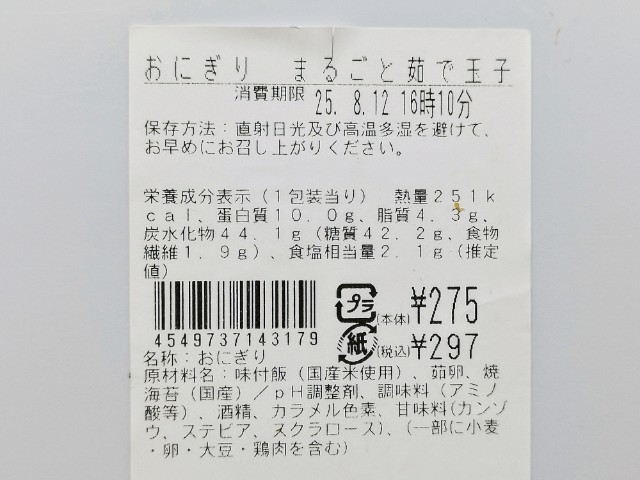 おにぎり　まるごと茹で玉子
消費期限 25. 8.12 16時10分
保存方法：直射日光及び高温多湿を避けて、
お早めにお召し上がりください。
栄養成分表示（１包装当り）　熱量２５１ｋ
ｃａｌ、蛋白質１０．０ｇ、脂質４．３ｇ、
炭水化物４４．１ｇ（糖質４２．２ｇ、食物
繊維１．９ｇ）、食塩相当量２．１ｇ（推定
値）
プラ
(本体) ¥275
4549737143179
紙
(税込) ¥297
名称：おにぎり
原材料名：味付飯（国産米使用）、茹卵、焼
海苔（国産）／ｐＨ調整剤、調味料（アミノ
酸等）、酒精、カラメル色素、甘味料(カンゾ
ウ、ステビア、スクラロース)、(一部に小麦
・卵・大豆・鶏肉を含む)